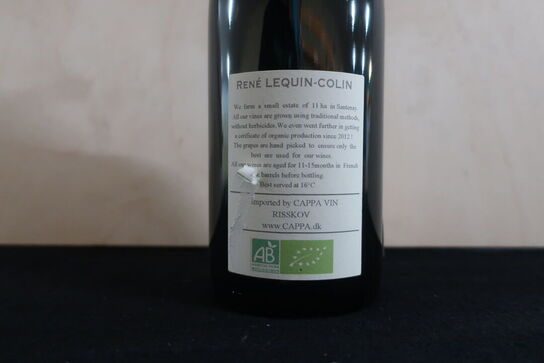 RENÉ LEQUIN-COLIN
We farm a small estate of 11 ha in Santenay.
All our vines are grown using traditional methods,
without herbicides. We even went further in getting
a certificate of organic production since 2012 !
The grapes are hand picked to ensure only the
best are used for our wines.
All our wines are aged for 11-15months in French
barrels before bottling.
Best served at 16°C
Imported by CAPPA VIN
RISSKOV
www.CAPPA.dk
AB
AGRICULTURE
BIOLOGIQUE